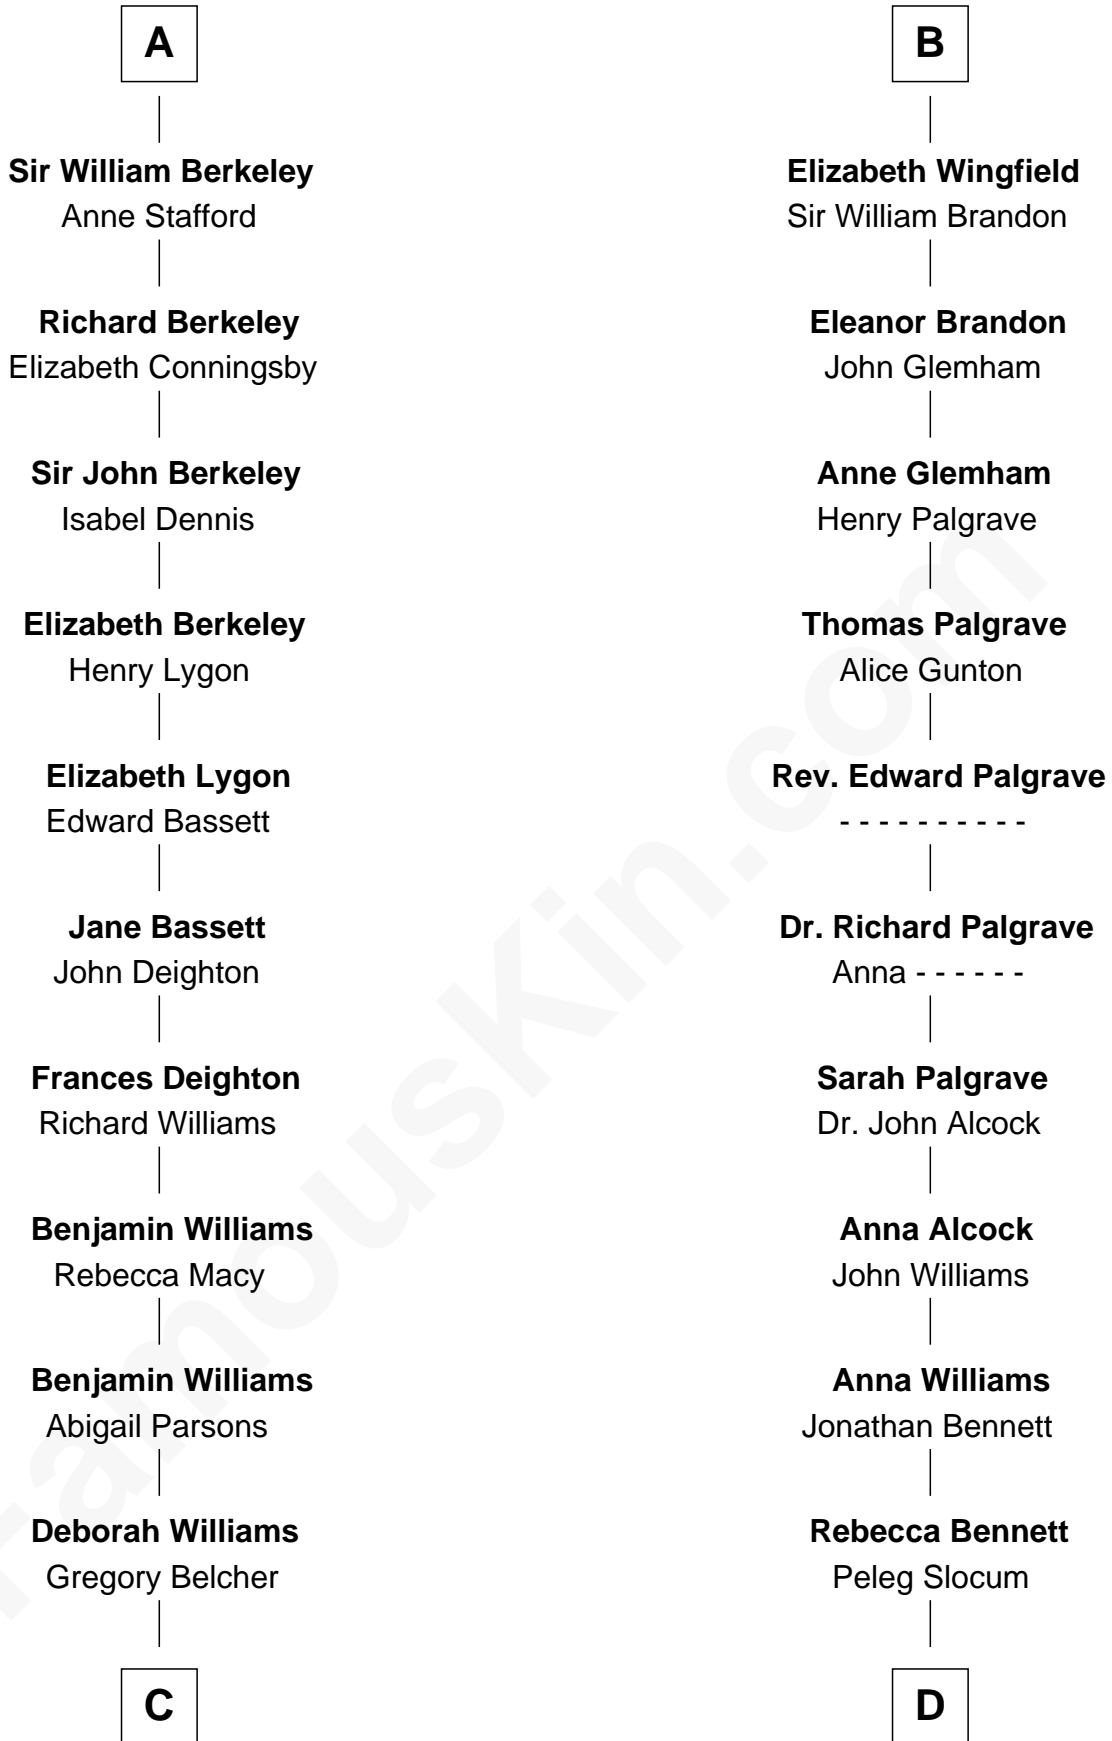 A
Sir William Berkeley
Anne Stafford
Richard Berkeley
Elizabeth Conningsby
Sir John Berkeley
Isabel Dennis
Elizabeth Berkeley
Henry Lygon
Elizabeth Lygon
Edward Bassett
Jane Bassett
John Deighton
Frances Deighton
Richard Williams
Benjamin Williams
Rebecca Macy
Benjamin Williams
Abigail Parsons
Deborah Williams
Gregory Belcher
C
B
Elizabeth Wingfield
Sir William Brandon
Eleanor Brandon
John Glemham
Anne Glemham
Henry Palgrave
Thomas Palgrave
Alice Gunton
Rev. Edward Palgrave
- - - - - - - - - -
Dr. Richard Palgrave
Anna - - - - - -
Sarah Palgrave
Dr. John Alcock
Anna Alcock
John Williams
Anna Williams
Jonathan Bennett
Rebecca Bennett
Peleg Slocum
D
FamousKin.com